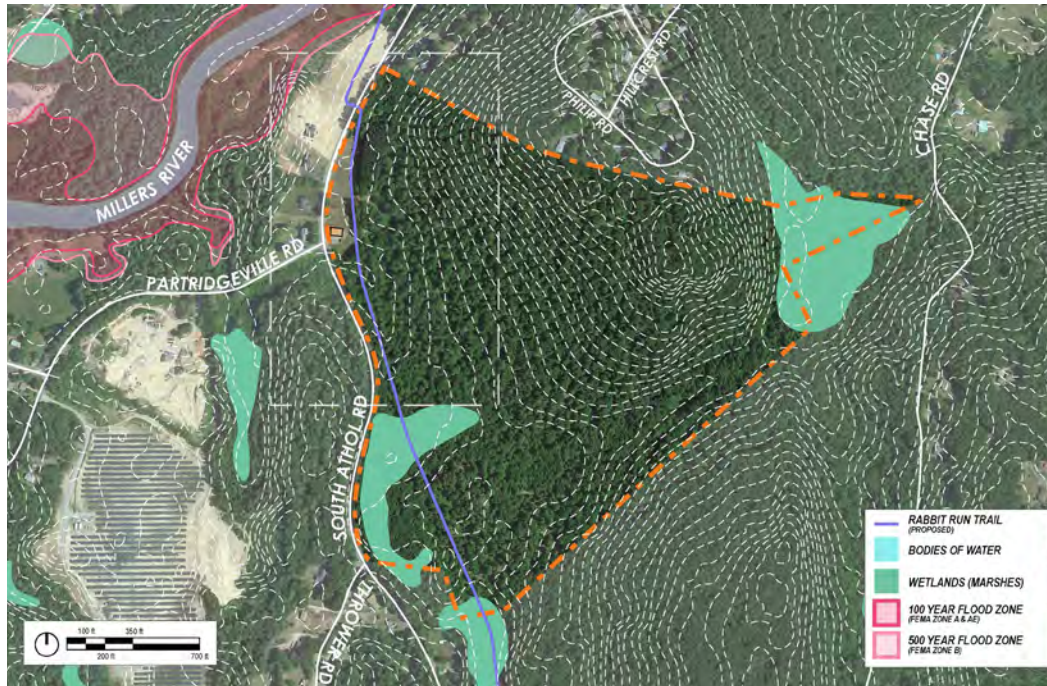 PHILIP RD
HILLCREST RD
CHASE RD
MILLERS RIVER
PARTRIDGEVILLE RD
SOUTH ATHOL RD
THROWER RD
100 ft 350 ft
200 ft 700 ft
RABBIT RUN TRAIL
(PROPOSED)
BODIES OF WATER
WETLANDS (MARSHES)
100 YEAR FLOOD ZONE
(FEMA ZONE A & AE)
500 YEAR FLOOD ZONE
(FEMA ZONE B)